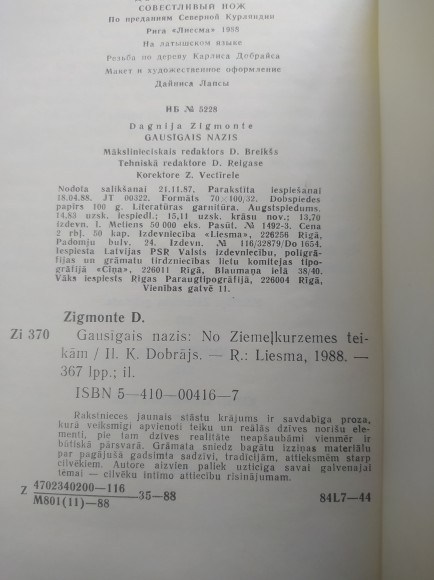 СОВЕСТЛИВЫЙ НОЖ
По преданиям Северной Курляндии
Рига «Лиесма» 1988
На латышском языке
Резьба по дереву Карлиса Добрайса
Макет и художественное оформление
Дайниса Лапсы
ИБ № 5228
Dagnija Zigmonte
GAUSĪGAIS NAZIS
Mākslinieciskais redaktors D. Breikšs
Tehniskā redaktore D. Reigase
Korektore Z. Vectīrele
Nodota salikšanai 21.11.87. Parakstīta iespiešanai
18.04.88. JT 00322. Formāts 70×100/32. Dobspiedes
papīrs 100 g. Literatūras garnitūra. Augstspiedums.
14,83 uzsk. iespiedl.; 15,11 uzsk. krāsu nov.; 13,70
izdevn. l. Metiens 50 000 eks. Pasūt. № 1492-3. Cena
2 rbļ. 50 kap. Izdevniecība «Liesma», 226256 Rīgā,
Padomju bulv. 24. Izdevn. № 116/32879/Do 1654.
Iespiesta Latvijas PSR Valsts izdevniecību, poligrā-
fijas un grāmatu tirdzniecības lietu komitejas tipo-
grāfijā «Cīņa», 226011 Rīgā, Blaumaņa ielā 38/40.
Vāks iespiests Rīgas Paraugtipogrāfijā, 226004 Rīgā,
Vienības gatvē 11.
Zigmonte D.
Zi 370 Gausīgais nazis: No Ziemeļkurzemes tei-
kām / Il. K. Dobrājs. — R.: Liesma, 1988. —
367 lpp.; il.
ISBN 5—410—00416—7
Rakstnieces jaunais stāstu krājums ir savdabīga proza,
kurā veiksmīgi apvienoti teiku un reālās dzīves norišu ele-
menti, pie tam dzīves realitāte neapšaubāmi vienmēr ir
būtiskā pārsvarā. Grāmata sniedz bagātu izziņas materiālu
par pagājušā gadsimta sadzīvi, tradīcijām, attieksmēm starp
cilvēkiem. Autore aizvien paliek uzticīga savai galvenajai
tēmai — cilvēku intīmo attiecību risinājumam.
Z 4702340200—116
M801(11)—88 —35—88 84L7—44